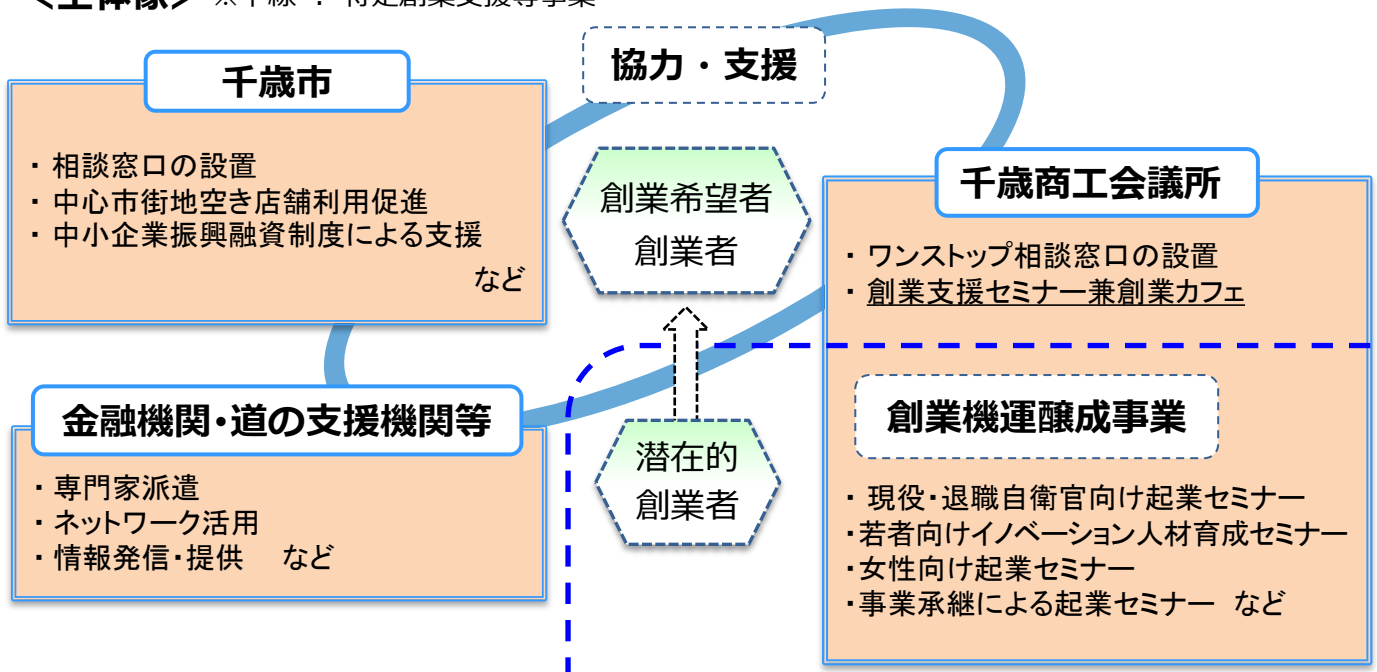 協力・支援
千歳市
・ 相談窓口の設置
・ 中心市街地空き店舗利用促進
・ 中小企業振興融資制度による支援
など
創業希望者
創業者
千歳商工会議所
・ ワンストップ相談窓口の設置
・ 創業支援セミナー兼創業カフェ
金融機関・道の支援機関等
・ 専門家派遣
・ ネットワーク活用
・ 情報発信・提供 など
潜在的
創業者
創業機運醸成事業
・ 現役・退職自衛官向け起業セミナー
・若者向けイノベーション人材育成セミナー
・女性向け起業セミナー
・事業承継による起業セミナー など